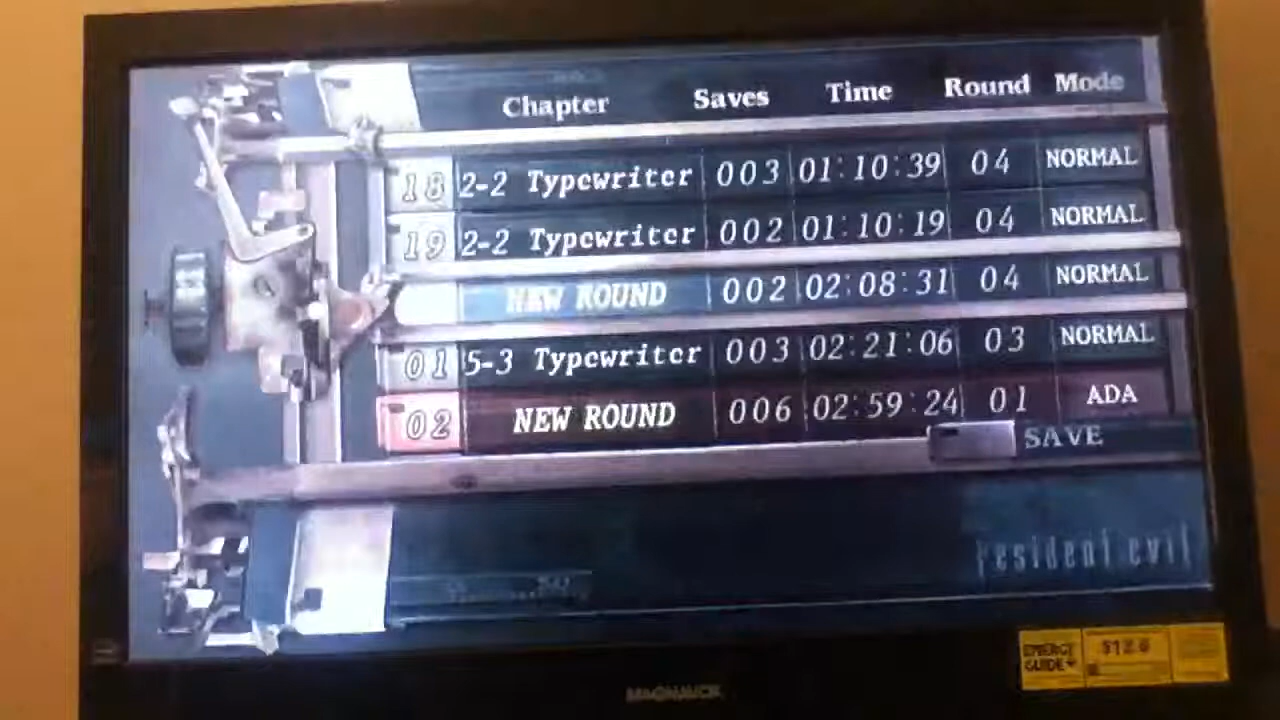 Chapter Saves Time Round Mode
18 2-2 Typewriter 003 01:10:39 04 NORMAL
19 2-2 Typewriter 002 01:10:19 04 NORMAL
NEW ROUND 002 02:08:31 04 NORMAL
01 5-3 Typewriter 003 02:21:06 03 NORMAL
02 NEW ROUND 006 02:59:24 01 ADA
SAVE
resident evil
ENERGY
GUIDE
MAGNAVOX